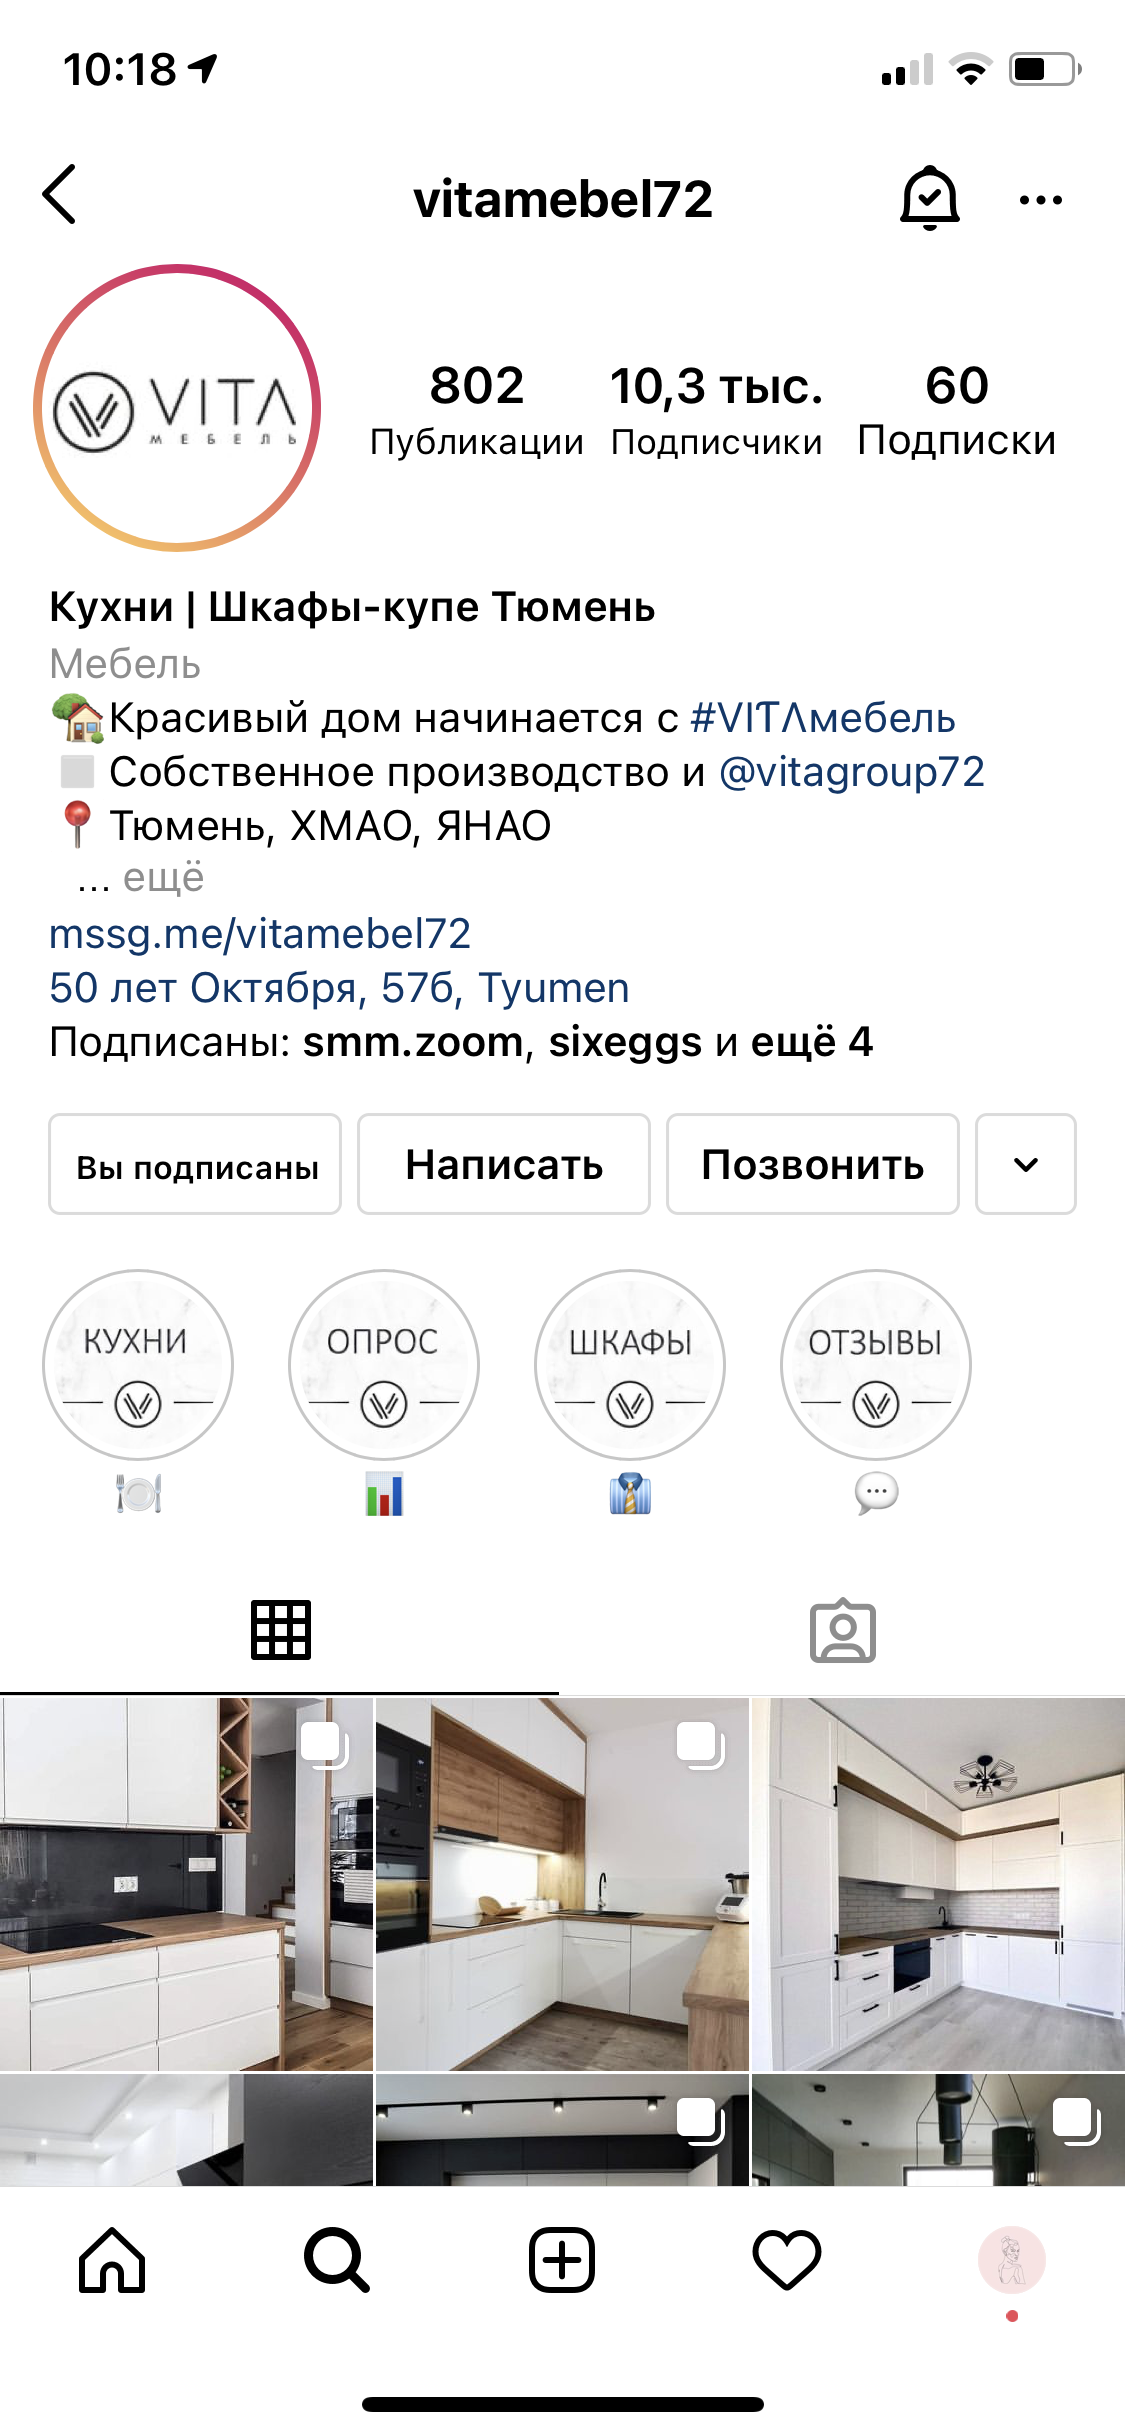 10:18
vitamebel72
VITΛ
МЕБЕЛЬ
802 10,3 тыс. 60
Публикации Подписчики Подписки
Кухни | Шкафы-купе Тюмень
Мебель
🏡Красивый дом начинается с #VITΛмебель
◽Собственное производство и @vitagroup72
📍Тюмень, ХМАО, ЯНАО
... ещё
mssg.me/vitamebel72
50 лет Октября, 57б, Tyumen
Подписаны: smm.zoom, sixeggs и ещё 4
Вы подписаны Написать Позвонить
КУХНИ ОПРОС ШКАФЫ ОТЗЫВЫ
🍽 📊 👔 💬